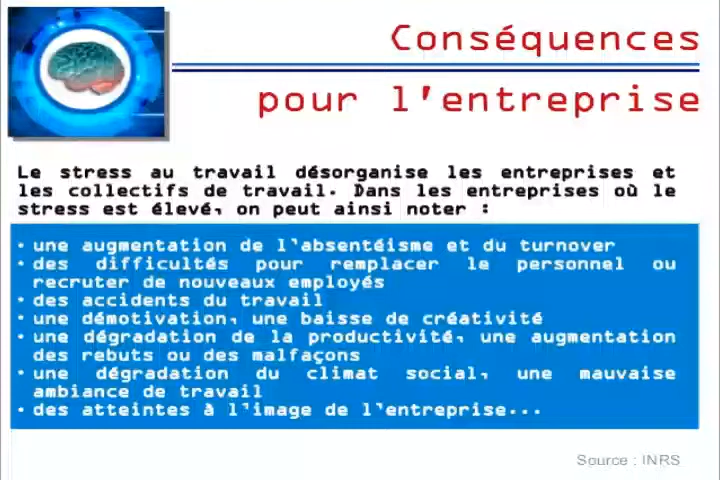 Conséquences
pour l'entreprise
Le stress au travail désorganise les entreprises et
les collectifs de travail. Dans les entreprises où le
stress est élevé, on peut ainsi noter :
• une augmentation de l'absentéisme et du turnover
• des difficultés pour remplacer le personnel ou
recruter de nouveaux employés
• des accidents du travail
• une démotivation, une baisse de créativité
• une dégradation de la productivité, une augmentation
des rebuts ou des malfaçons
• une dégradation du climat social, une mauvaise
ambiance de travail
• des atteintes à l'image de l'entreprise...
Source : INRS